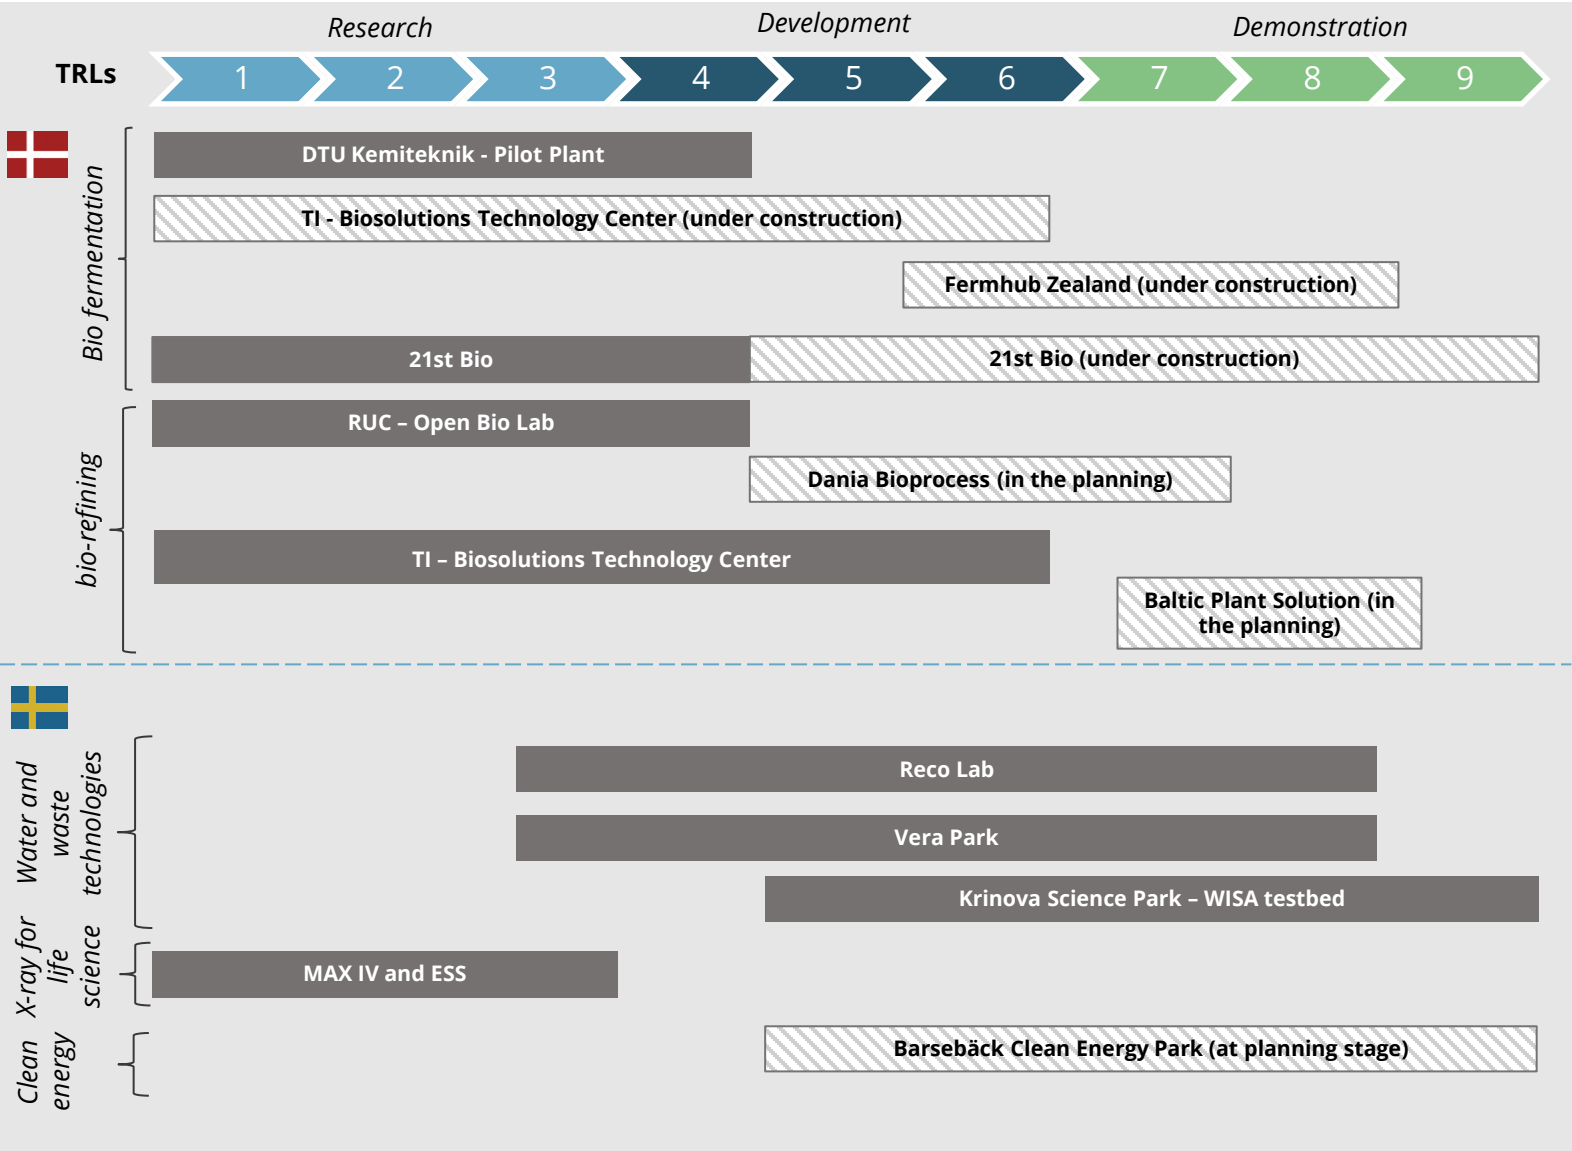 Research
Development
Demonstration
TRLs
1
2
3
4
5
6
7
8
9
Bio fermentation
DTU Kemiteknik - Pilot Plant
TI - Biosolutions Technology Center (under construction)
Fermhub Zealand (under construction)
21st Bio
21st Bio (under construction)
bio-refining
RUC – Open Bio Lab
Dania Bioprocess (in the planning)
TI – Biosolutions Technology Center
Baltic Plant Solution (in
the planning)
Water and
waste
technologies
Reco Lab
Vera Park
Krinova Science Park – WISA testbed
X-ray for
life
science
MAX IV and ESS
Clean
energy
Barsebäck Clean Energy Park (at planning stage)